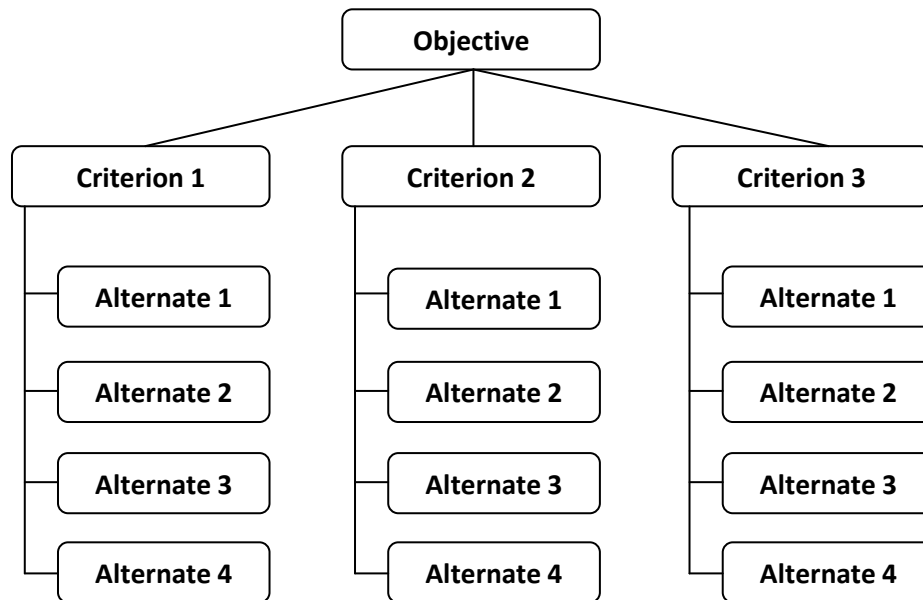 Objective
Criterion 1
Criterion 2
Criterion 3
Alternate 1
Alternate 1
Alternate 1
Alternate 2
Alternate 2
Alternate 2
Alternate 3
Alternate 3
Alternate 3
Alternate 4
Alternate 4
Alternate 4